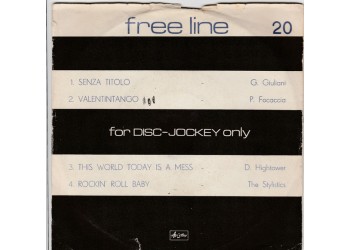 free line 20
1. SENZA TITOLO - G. Giuliani
2. VALENTINTANGO - P. Focaccia
for DISC-JOCKEY only
3. THIS WORLD TODAY IS A MESS - D. Hightower
4. ROCKIN' ROLL BABY - The Stylistics